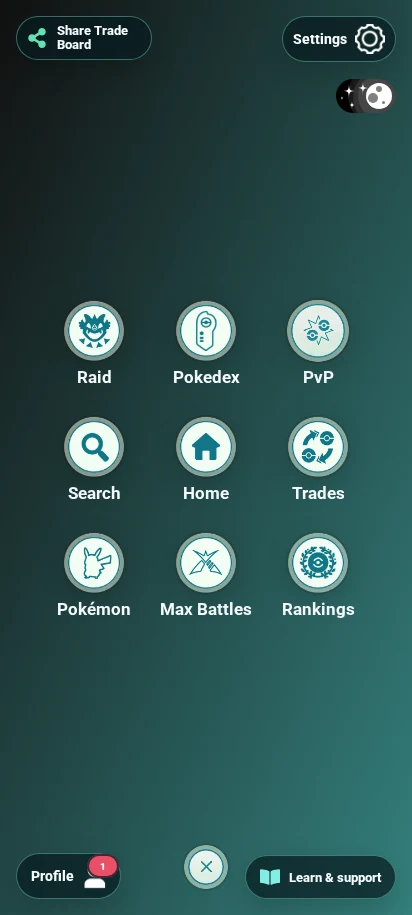 Share Trade
Board
Settings
Raid
Pokedex
PvP
Search
Home
Trades
Pokémon
Max Battles
Rankings
Profile
1
Learn & support